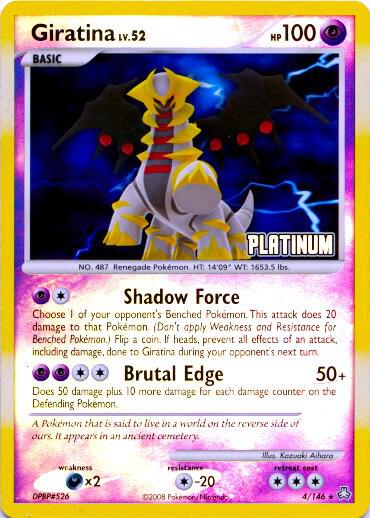 Giratina LV.52 HP 100
BASIC
PLATINUM
NO. 487 Renegade Pokémon HT: 14'09" WT: 1653.5 lbs.
Shadow Force
Choose 1 of your opponent's Benched Pokémon. This attack does 20
damage to that Pokémon. (Don't apply Weakness and Resistance for
Benched Pokémon.) Flip a coin. If heads, prevent all effects of an attack,
including damage, done to Giratina during your opponent's next turn.
Brutal Edge 50+
Does 50 damage plus 10 more for each damage counter on the
Defending Pokémon.
A Pokémon that is said to live in a world on the reverse side of
ours. It appears in an ancient cemetery.
Illus. Kazuaki Aihara
weakness resistance retreat cost
×2 -20
DPBP#526 ©2008 Pokémon/Nintendo 4/146 ★